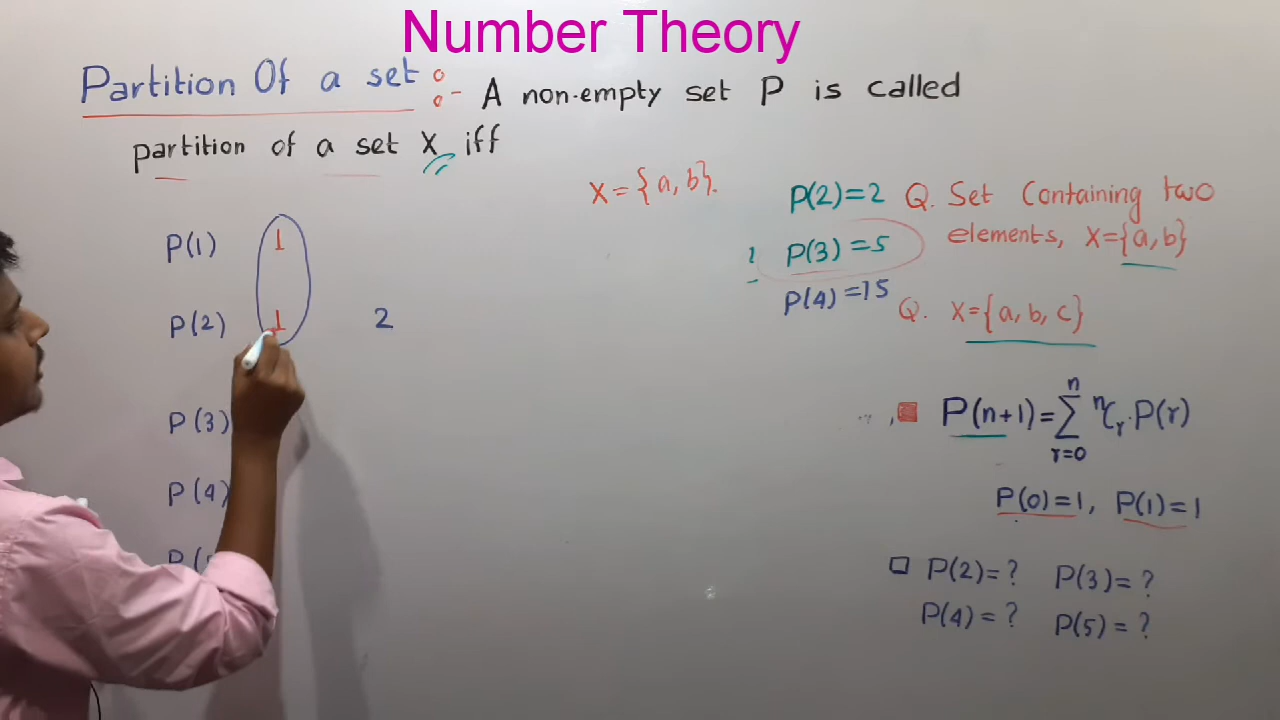 Number Theory
Partition Of a set :- A non-empty set P is called
partition of a set X iff
X = {a, b}.
P(1) 1
P(2) 1 2
P(3)
P(4)
P(2)=2
P(3)=5
P(4)=15
Q. Set Containing two
elements, X={a,b}
Q. X={a, b, c}
P(n+1)= n∑r=0 ⁿCᵣ.P(r)
P(0)=1, P(1)=1
P(2)=? P(3)=?
P(4)=? P(5)=?